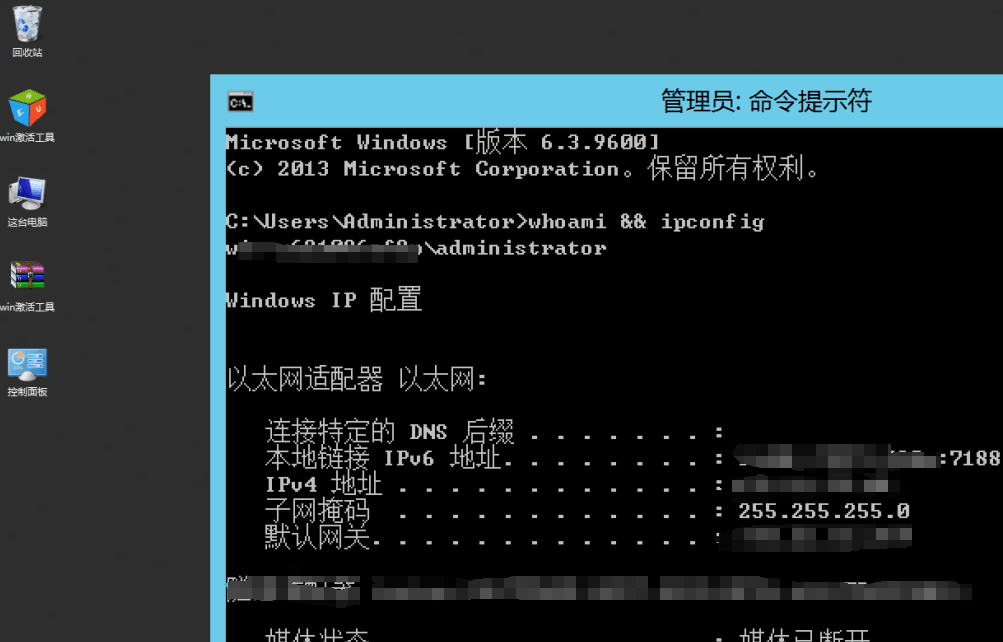 回收站
win激活工具
这台电脑
win激活工具
控制面板
管理员: 命令提示符
Microsoft Windows [版本 6.3.9600]
(c) 2013 Microsoft Corporation。保留所有权利。
C:\Users\Administrator>whoami && ipconfig
\administrator
Windows IP 配置
以太网适配器 以太网:
连接特定的 DNS 后缀 . . . . . . . :
本地链接 IPv6 地址. . . . . . . . : :7188
IPv4 地址 . . . . . . . . . . . . :
子网掩码 . . . . . . . . . . . . : 255.255.255.0
默认网关. . . . . . . . . . . . . :
媒体状态 . . . . . . . . . . . . : 媒体已断开